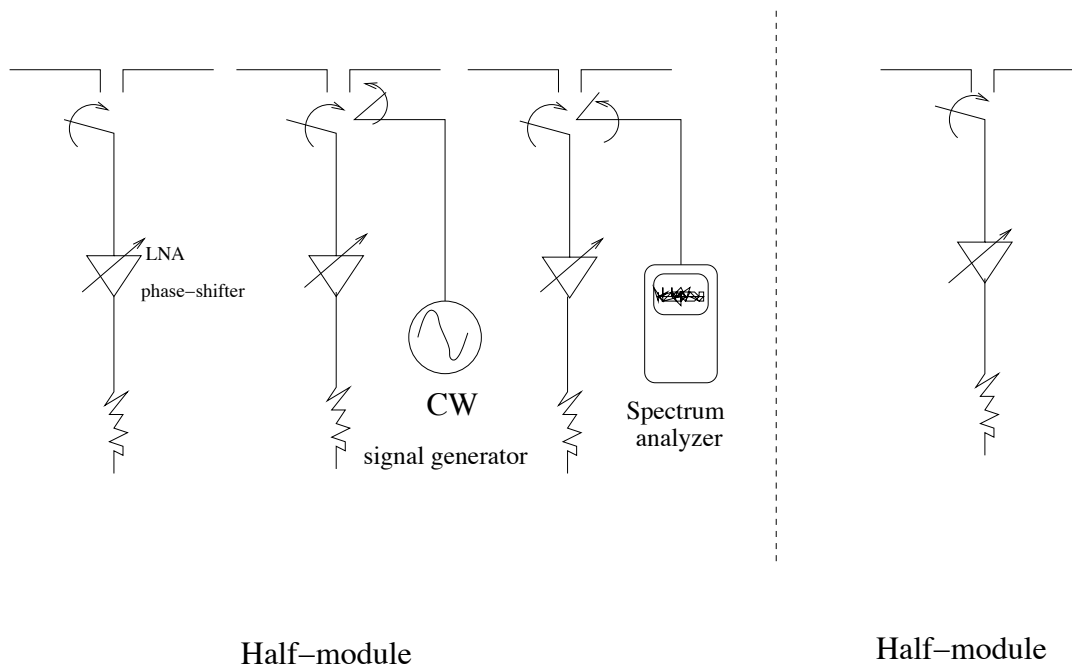 LNA
phase−shifter
CW
signal generator
Spectrum
analyzer
Half−module
Half−module